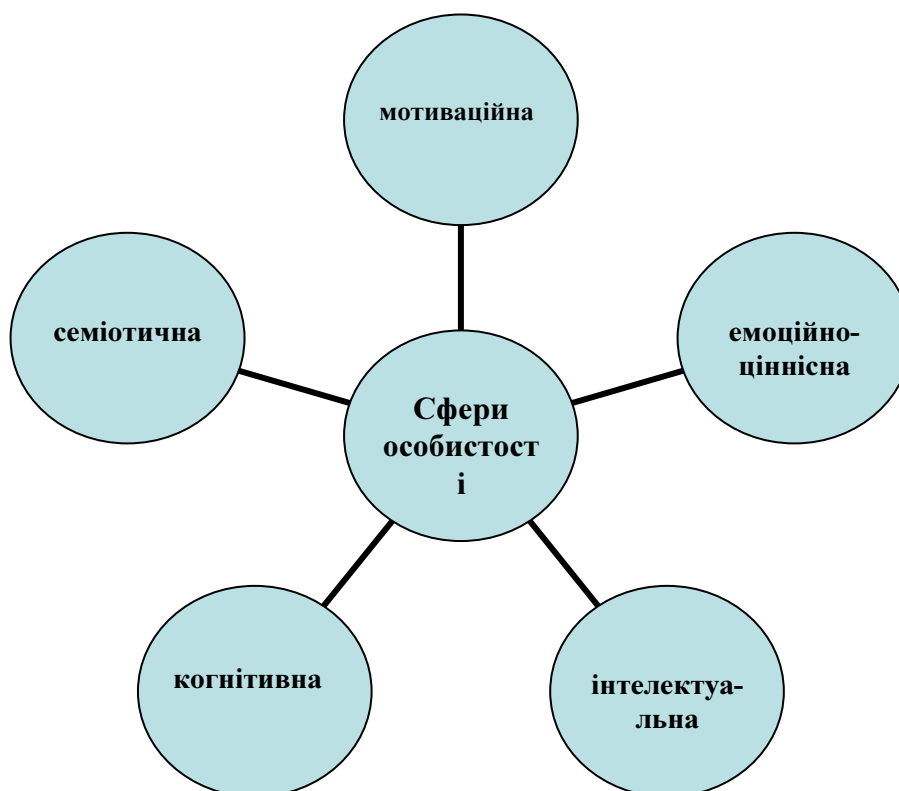 мотиваційна
семіотична
емоційно-
ціннісна
Сфери
особистост
і
когнітивна
інтелектуа-
льна